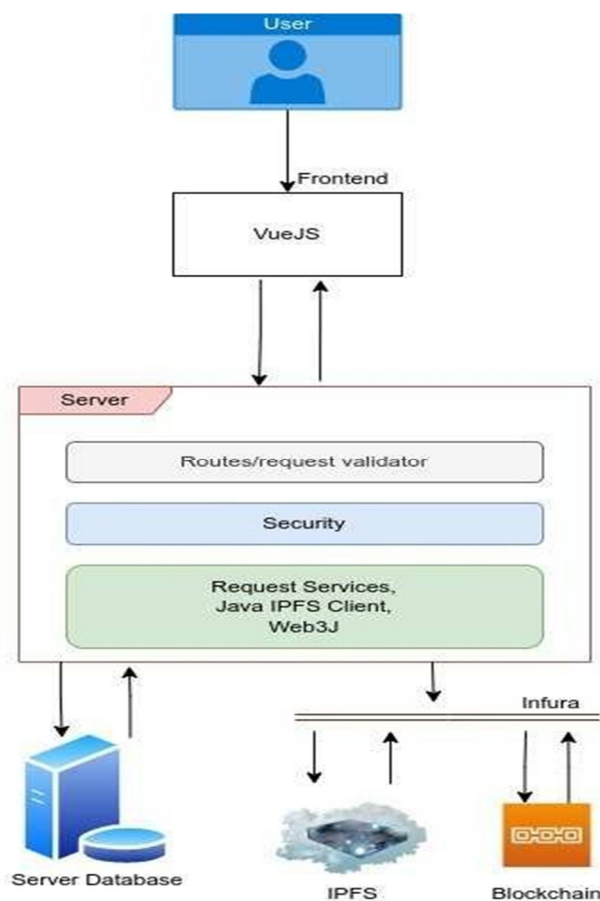 User
Frontend
VueJS
Server
Routes/request validator
Security
Request Services,
Java IPFS Client,
Web3J
Infura
Server Database
IPFS
Blockchain